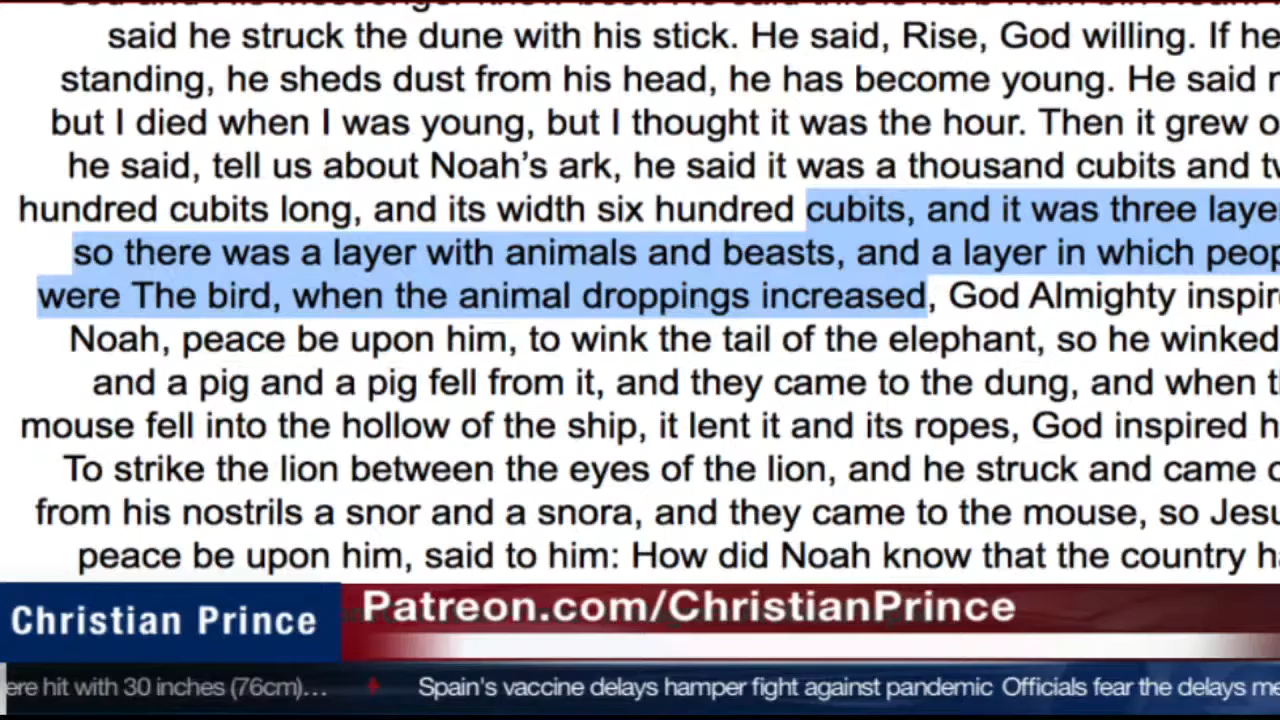 said he struck the dune with his stick. He said, Rise, God willing. If he
standing, he sheds dust from his head, he has become young. He said
but I died when I was young, but I thought it was the hour. Then it grew
he said, tell us about Noah's ark, he said it was a thousand cubits and
hundred cubits long, and its width six hundred cubits, and it was three
so there was a layer with animals and beasts, and a layer in which
were The bird, when the animal droppings increased, God Almighty
Noah, peace be upon him, to wink the tail of the elephant, so he winked
and a pig and a pig fell from it, and they came to the dung, and when
mouse fell into the hollow of the ship, it lent it and its ropes, God inspired
To strike the lion between the eyes of the lion, and he struck and came
from his nostrils a snor and a snora, and they came to the mouse, so
peace be upon him, said to him: How did Noah know that the country
Christian Prince
Patreon.com/ChristianPrince
ere hit with 30 inches (76cm)... Spain's vaccine delays hamper fight against pandemic Officials fear the delays